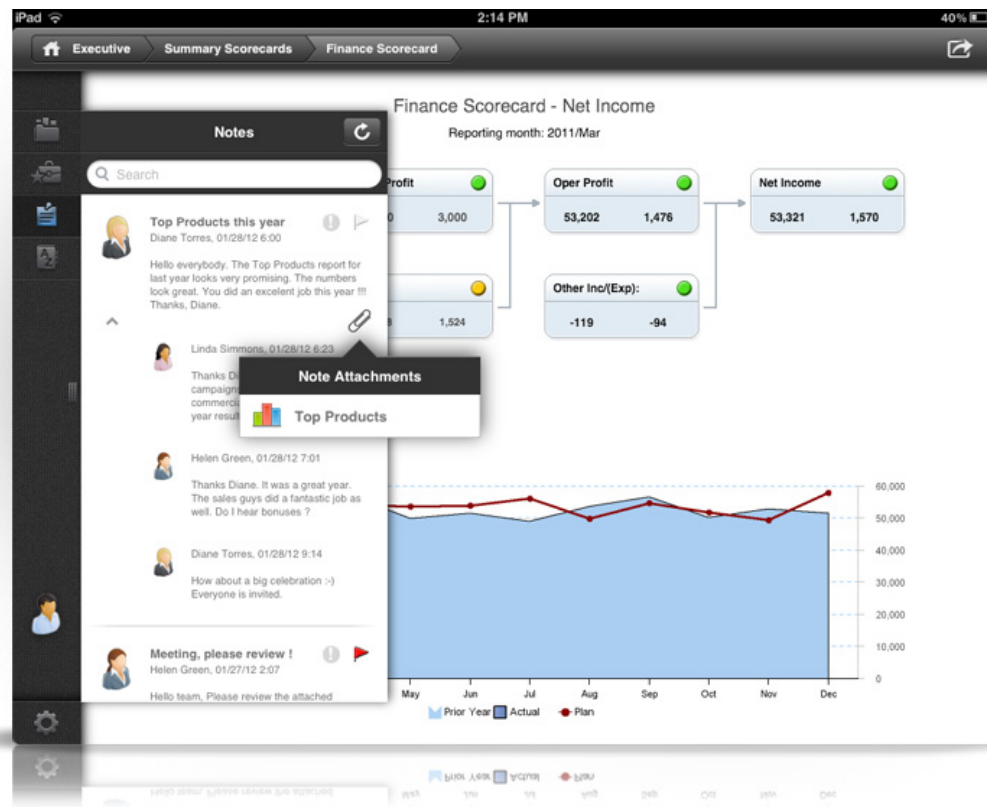 iPad 2:14 PM 40%
Executive Summary Scorecards Finance Scorecard
Finance Scorecard - Net Income
Reporting month: 2011/Mar
Notes
Search
Top Products this year
Diane Torres, 01/28/12 6:00
Hello everybody. The Top Products report for
last year looks very promising. The numbers
look great. You did an excelent job this year !!!
Thanks, Diane.
Linda Simmons, 01/28/12 6:23
Thanks
campaign
commercia
year resul
Note Attachments
Top Products
Helen Green, 01/28/12 7:01
Thanks Diane. It was a great year.
The sales guys did a fantastic job as
well. Do I hear bonuses ?
Diane Torres, 01/28/12 9:14
How about a big celebration :-)
Everyone is invited.
Meeting, please review !
Helen Green, 01/27/12 2:07
Hello team, Please review the attached
Profit
3,000
1,524
Oper Profit
53,202 1,476
Other Inc/(Exp):
-119 -94
Net Income
53,321 1,570
60,000
50,000
40,000
30,000
20,000
10,000
0
May Jun Jul Aug Sep Oct Nov Dec
Prior Year Actual Plan